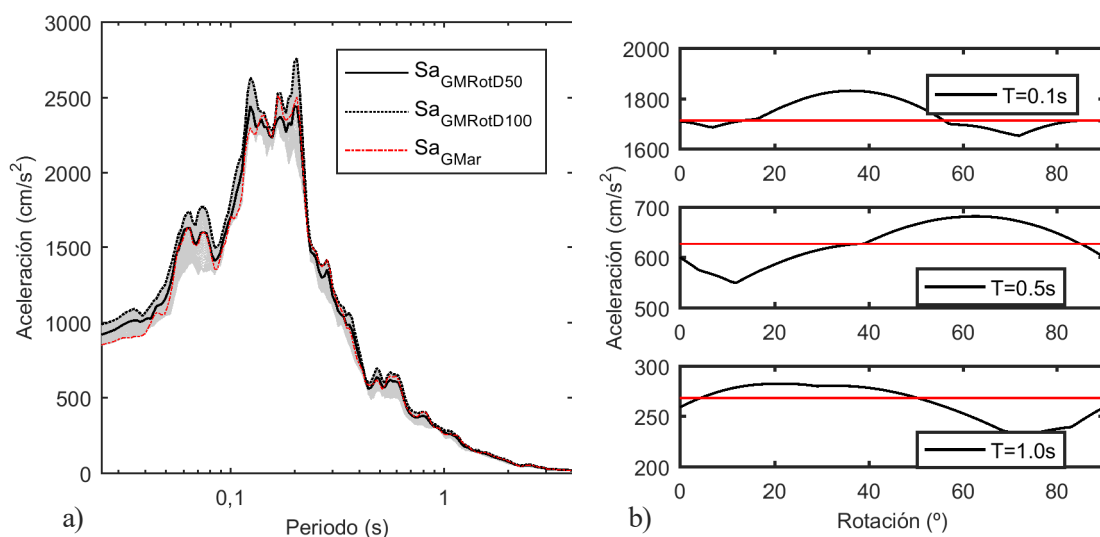 3000
2500
2000
1500
1000
500
0
Aceleración (cm/s²)
Sa_GMRotD50
Sa_GMRotD100
Sa_GMar
0,1
1
Periodo (s)
a)
2000
1800
1600
T=0.1s
0 20 40 60 80
700
600
500
Aceleración (cm/s²)
T=0.5s
0 20 40 60 80
300
250
200
T=1.0s
0 20 40 60 80
Rotación (º)
b)